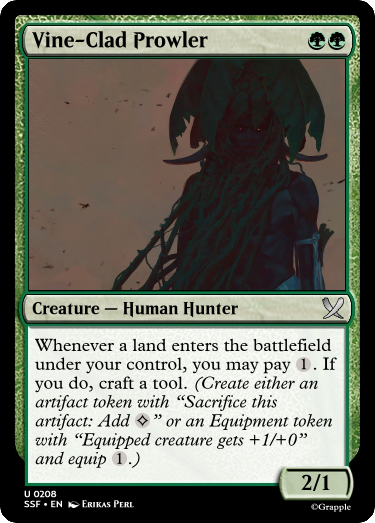 Vine-Clad Prowler
Creature — Human Hunter
Whenever a land enters the battlefield
under your control, you may pay 1. If
you do, craft a tool. (Create either an
artifact token with “Sacrifice this
artifact: Add ◇” or an Equipment token
with “Equipped creature gets +1/+0”
and equip 1.)
2/1
U 0208
SSF • EN Erikas Perl
©Grapple